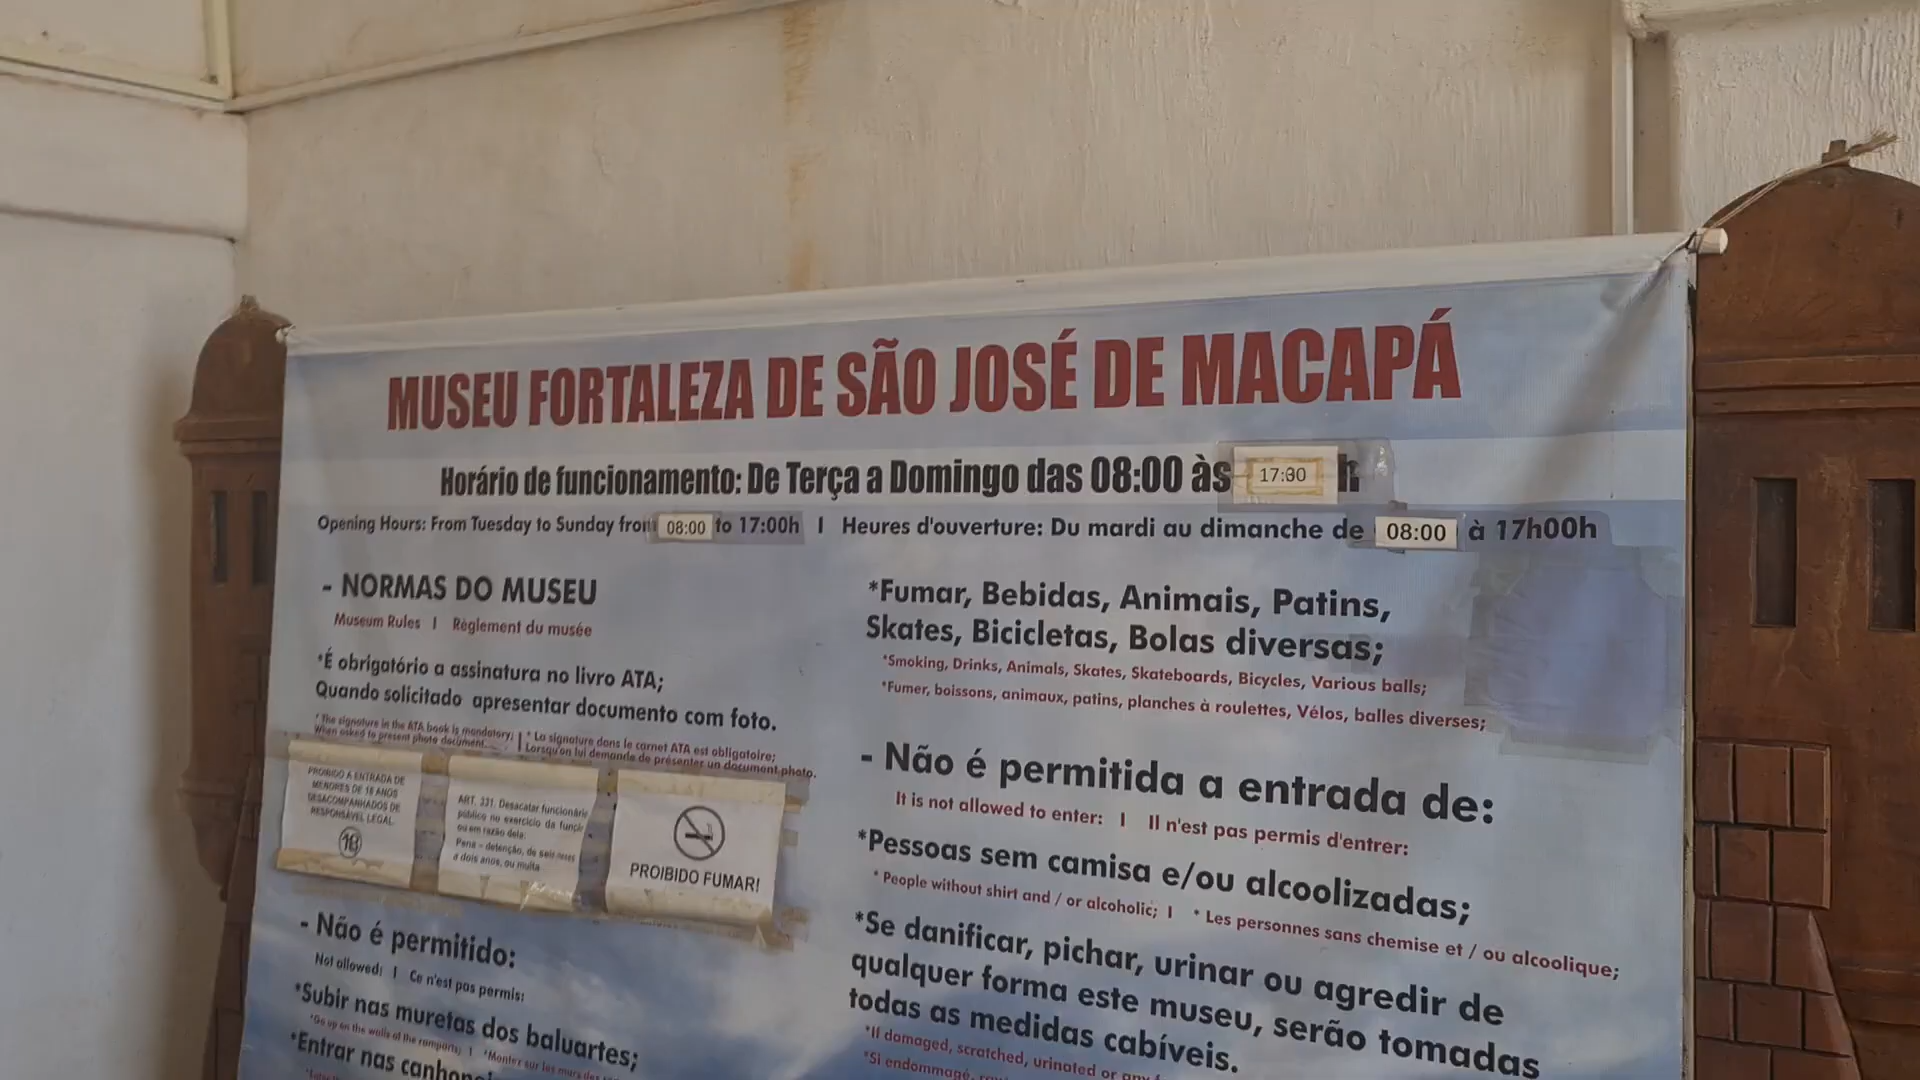 MUSEU FORTALEZA DE SÃO JOSÉ DE MACAPÁ
Horário de funcionamento: De Terça a Domingo das 08:00 às 17:30 h
Opening Hours: From Tuesday to Sunday from 08:00 to 17:00h | Heures d'ouverture: Du mardi au dimanche de 08:00 à 17h00h
- NORMAS DO MUSEU
Museum Rules | Règlement du musée
*É obrigatório a assinatura no livro ATA;
Quando solicitado apresentar documento com foto.
* The signature in the ATA book is mandatory;
When asked to present photo document.....
* La signature dans le carnet ATA est obligatoire;
Lorsqu'on lui demande de présenter un document photo.
PROIBIDO A ENTRADA DE
MENORES DE 18 ANOS
DESACOMPANHADOS DE
RESPONSÁVEL LEGAL.
18
ART. 331. Desacatar funcionário
público no exercício da função
ou em razão dela:
Pena – detenção, de seis meses
a dois anos, ou multa.
PROIBIDO FUMAR!
- Não é permitido:
Not allowed: | Ce n'est pas permis:
*Subir nas muretas dos baluartes;
*Go up on the walls of the ramparts; | *Montez sur les murs des
*Entrar nas
*Fumar, Bebidas, Animais, Patins,
Skates, Bicicletas, Bolas diversas;
*Smoking, Drinks, Animals, Skates, Skateboards, Bicycles, Various balls;
*Fumer, boissons, animaux, patins, planches à roulettes, Vélos, balles diverses;
- Não é permitida a entrada de:
It is not allowed to enter: | Il n'est pas permis d'entrer:
*Pessoas sem camisa e/ou alcoolizadas;
* People without shirt and / or alcoholic; | * Les personnes sans chemise et / ou alcoolique;
*Se danificar, pichar, urinar ou agredir de
qualquer forma este museu, serão tomadas
todas as medidas cabíveis.
*If damaged, scratched, urinated or any
*Si endommagé,